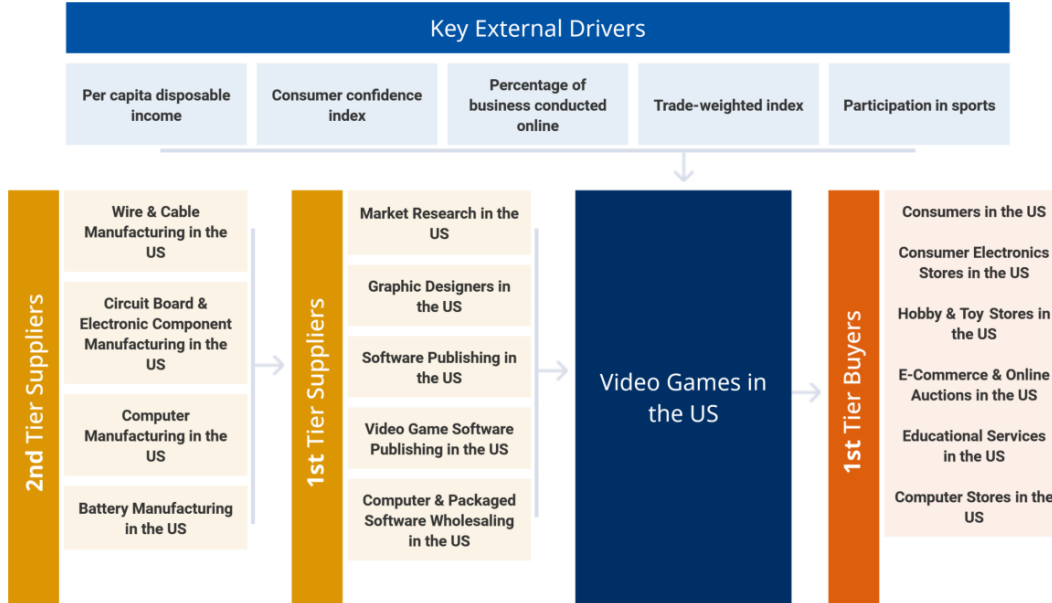 Key External Drivers
Per capita disposable
income
Consumer confidence
index
Percentage of
business conducted
online
Trade-weighted index
Participation in sports
2nd Tier Suppliers
Wire & Cable
Manufacturing in the
US
Circuit Board &
Electronic Component
Manufacturing in the
US
Computer
Manufacturing in the
US
Battery Manufacturing
in the US
1st Tier Suppliers
Market Research in the
US
Graphic Designers in
the US
Software Publishing in
the US
Video Game Software
Publishing in the US
Computer & Packaged
Software Wholesaling
in the US
Video Games in
the US
1st Tier Buyers
Consumers in the US
Consumer Electronics
Stores in the US
Hobby & Toy Stores in
the US
E-Commerce & Online
Auctions in the US
Educational Services
in the US
Computer Stores in the
US